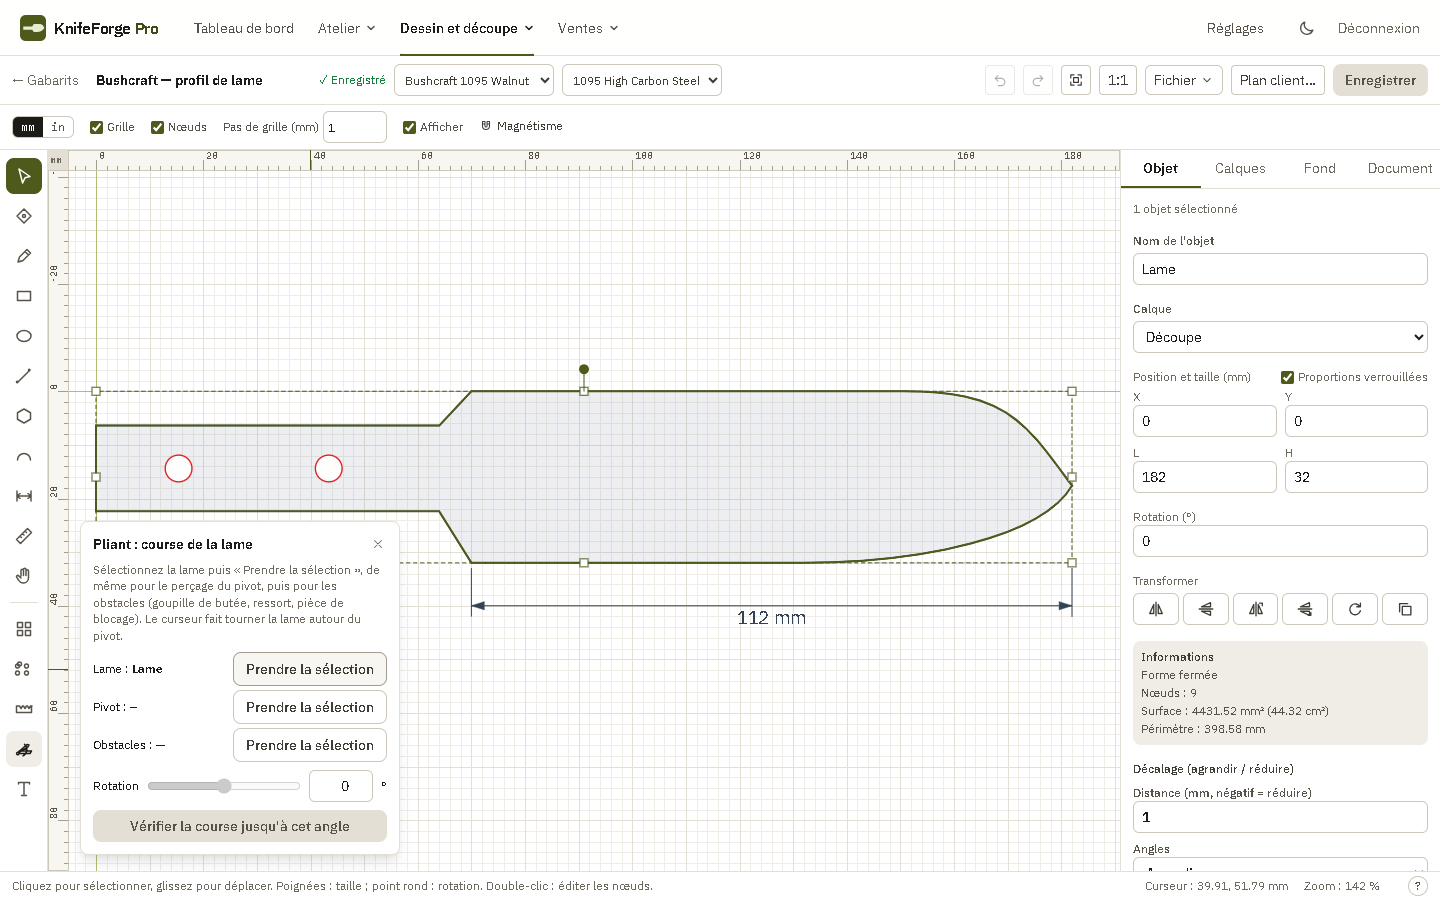 KnifeForge Pro
Tableau de bord
Atelier
Dessin et découpe
Ventes
Réglages
Déconnexion
← Gabarits
Bushcraft — profil de lame
✓ Enregistré
Bushcraft 1095 Walnut
1095 High Carbon Steel
1:1
Fichier
Plan client…
Enregistrer
mm
in
Grille
Nœuds
Pas de grille (mm)
1
Afficher
Magnétisme
mm
0
20
40
60
80
100
120
140
160
180
-20
0
20
40
60
80
112 mm
Pliant : course de la lame
Sélectionnez la lame puis « Prendre la sélection », de
même pour le perçage du pivot, puis pour les
obstacles (goupille de butée, ressort, pièce de
blocage). Le curseur fait tourner la lame autour du
pivot.
Lame : Lame
Prendre la sélection
Pivot : —
Prendre la sélection
Obstacles : —
Prendre la sélection
Rotation
0
°
Vérifier la course jusqu'à cet angle
Objet
Calques
Fond
Document
1 objet sélectionné
Nom de l'objet
Lame
Calque
Découpe
Position et taille (mm)
Proportions verrouillées
X
Y
0
0
L
H
182
32
Rotation (°)
0
Transformer
Informations
Forme fermée
Nœuds : 9
Surface : 4431.52 mm² (44.32 cm²)
Périmètre : 398.58 mm
Décalage (agrandir / réduire)
Distance (mm, négatif = réduire)
1
Angles
Cliquez pour sélectionner, glissez pour déplacer. Poignées : taille ; point rond : rotation. Double-clic : éditer les nœuds.
Curseur : 39.91, 51.79 mm
Zoom : 142 %
?